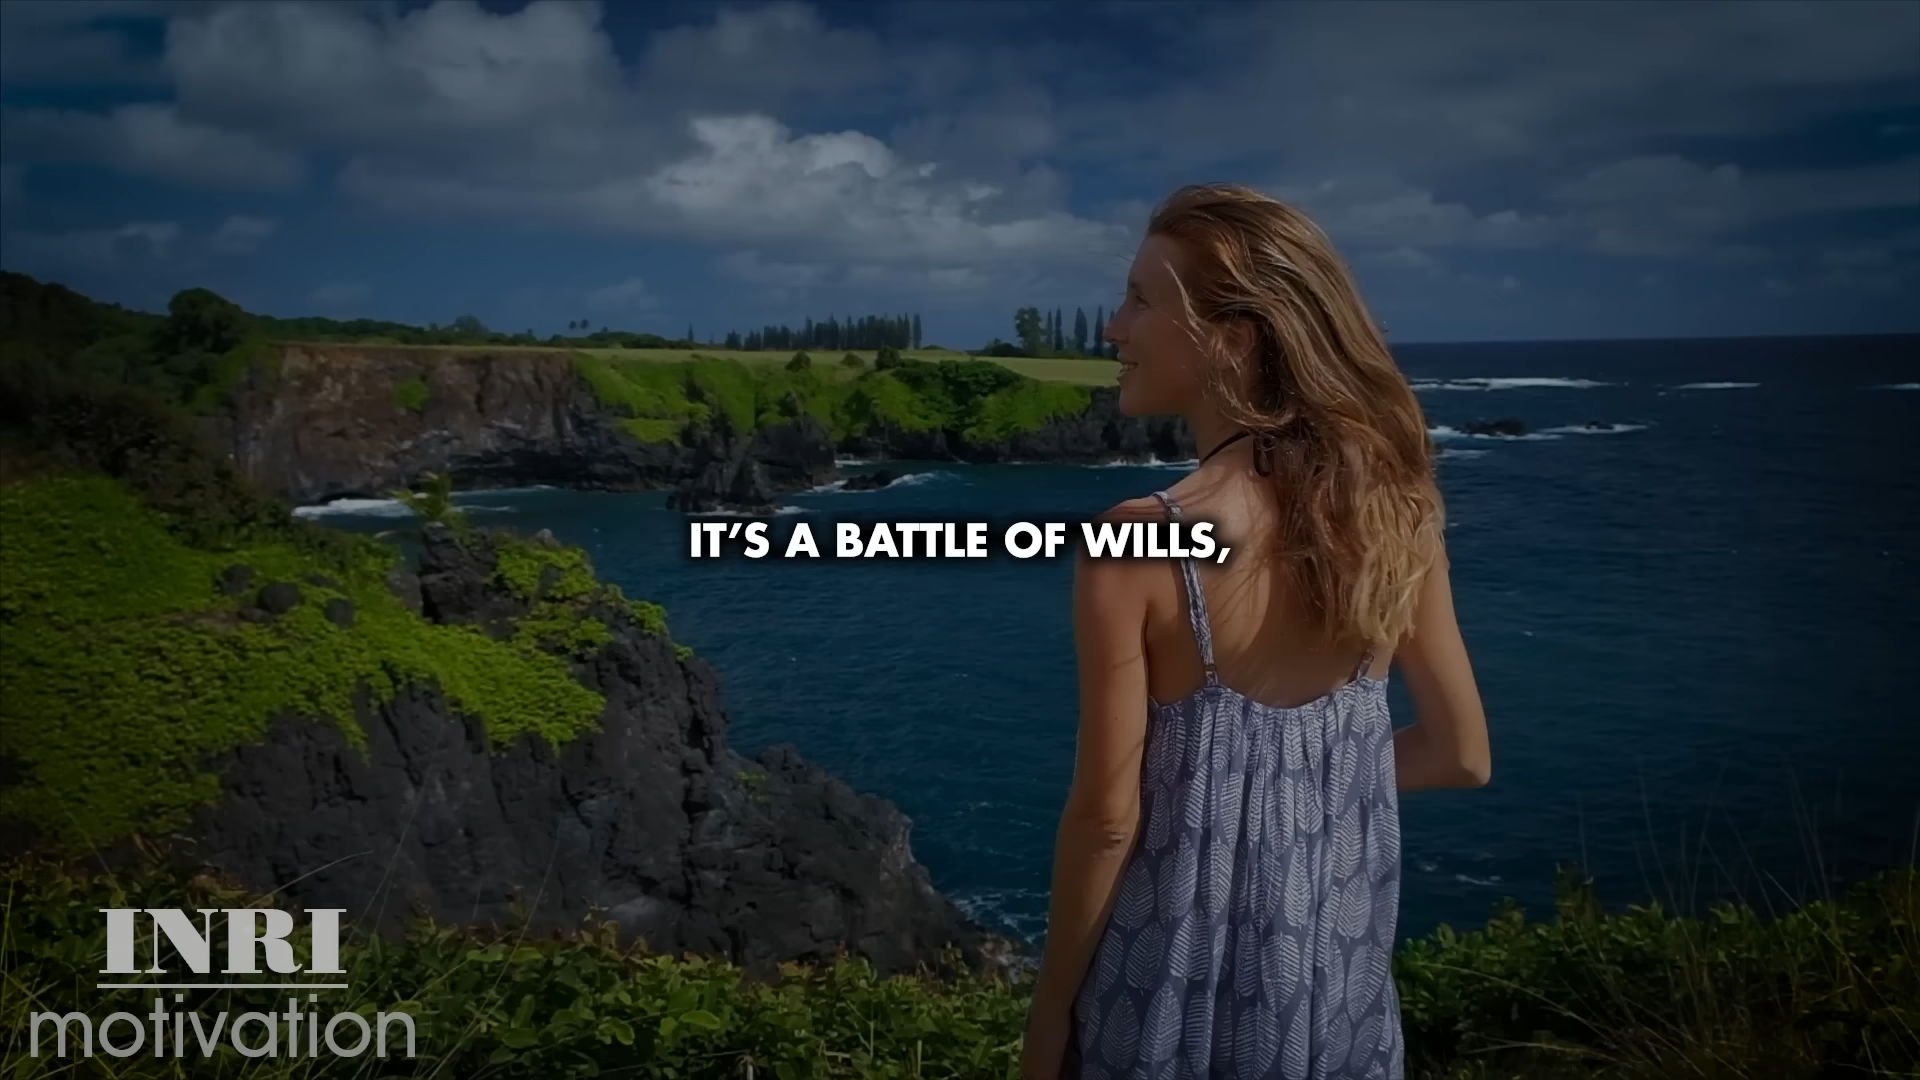 IT’S A BATTLE OF WILLS,
INRI
motivation